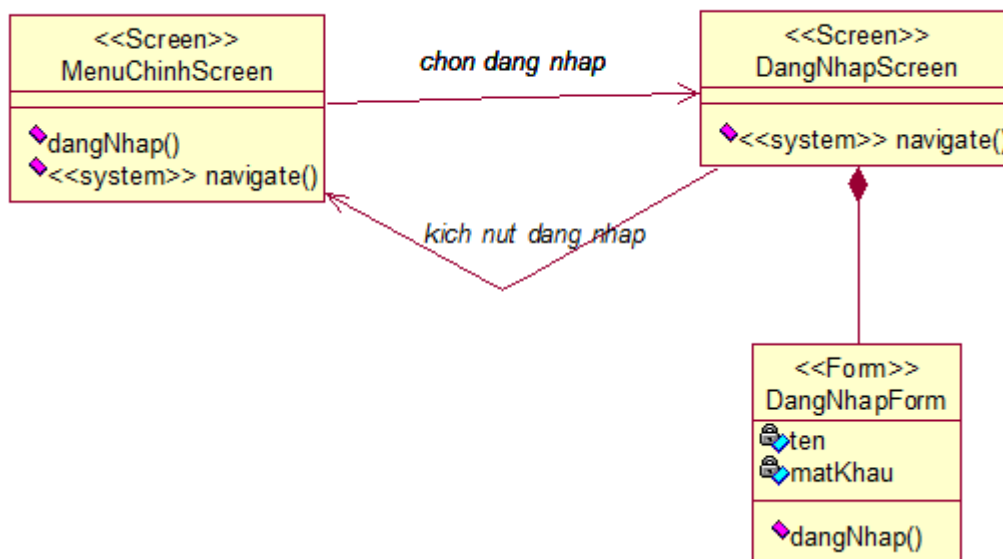 <<Screen>>
MenuChinhScreen
dangNhap()
<<system>> navigate()
chon dang nhap
<<Screen>>
DangNhapScreen
<<system>> navigate()
kich nut dang nhap
<<Form>>
DangNhapForm
ten
matKhau
dangNhap()